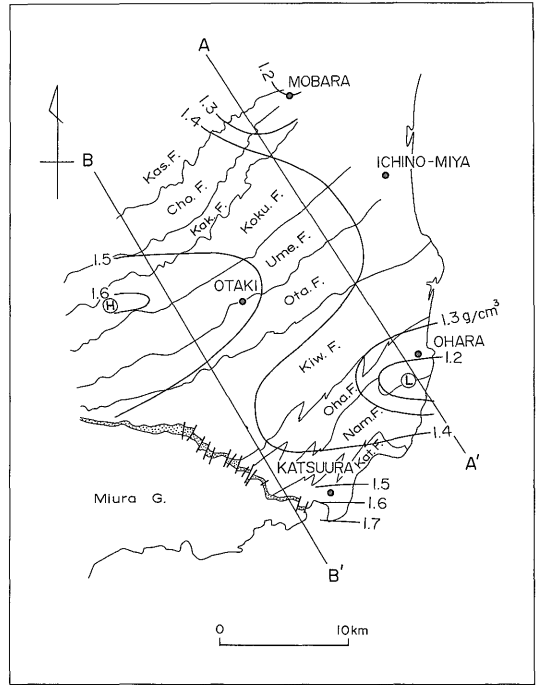 A
1.2
MOBARA
1.3
1.4
B
Kas. F.
ICHINO-MIYA
Cho. F.
Kak. F.
Koku. F.
1.5
Ume. F.
1.6
H
OTAKI
Ota. F.
1.3 g/cm³
OHARA
Kiw. F.
1.2
L
Oha. F.
Nam. F.
1.4
Kat. F.
KATSUURA
A'
1.5
Miura G.
1.6
1.7
B'
0 10 km